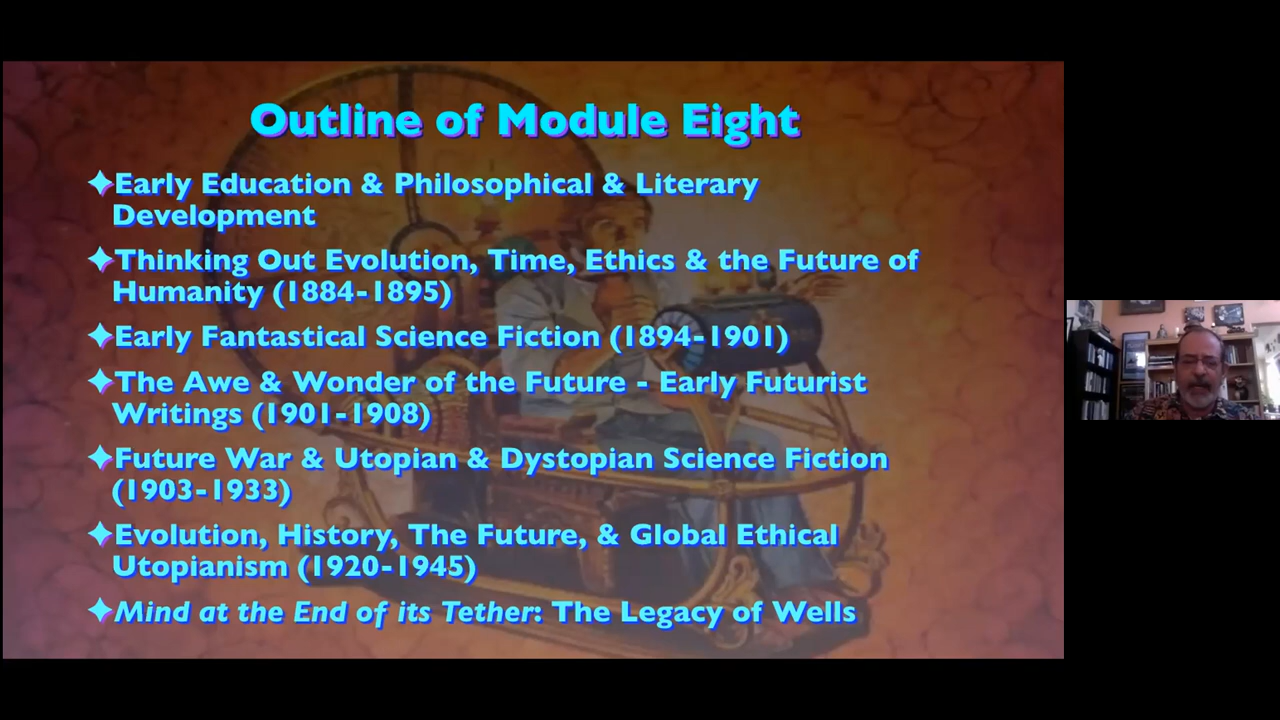 Outline of Module Eight
✦Early Education & Philosophical & Literary
Development
✦Thinking Out Evolution, Time, Ethics & the Future of
Humanity (1884-1895)
✦Early Fantastical Science Fiction (1894-1901)
✦The Awe & Wonder of the Future - Early Futurist
Writings (1901-1908)
✦Future War & Utopian & Dystopian Science Fiction
(1903-1933)
✦Evolution, History, The Future, & Global Ethical
Utopianism (1920-1945)
✦Mind at the End of its Tether: The Legacy of Wells